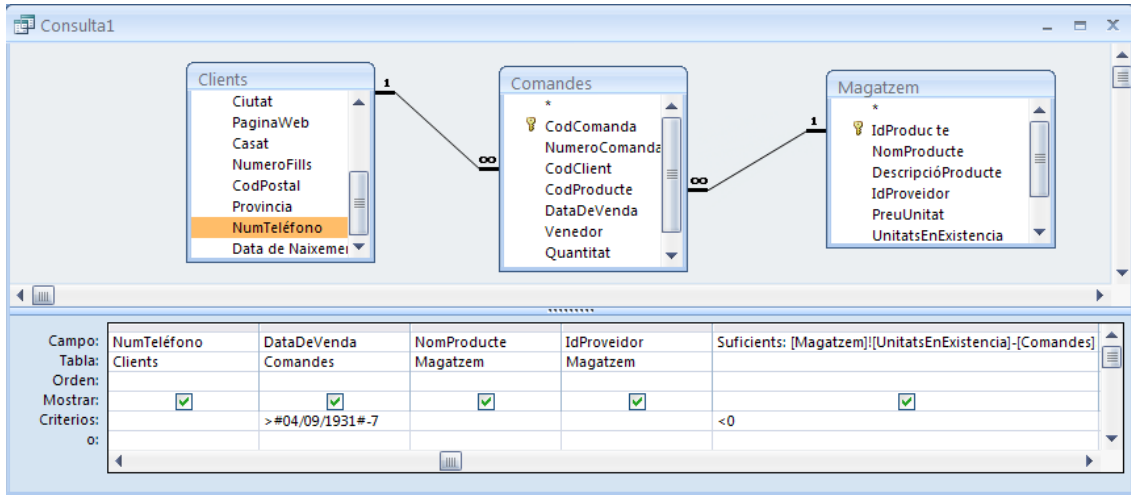 Consulta1
Clients
Ciutat
PaginaWeb
Casat
NumeroFills
CodPostal
Provincia
NumTeléfono
Data de Naixemei
1
∞
Comandes
*
CodComanda
NumeroComanda
CodClient
CodProducte
DataDeVenda
Venedor
Quantitat
1
∞
Magatzem
*
IdProducte
NomProducte
DescripcióProducte
IdProveidor
PreuUnitat
UnitatsEnExistencia
Campo: NumTeléfono DataDeVenda NomProducte IdProveidor Suficients: [Magatzem]![UnitatsEnExistencia]-[Comandes]
Tabla: Clients Comandes Magatzem Magatzem
Orden:
Mostrar:
Criterios: >#04/09/1931#-7 <0
o: